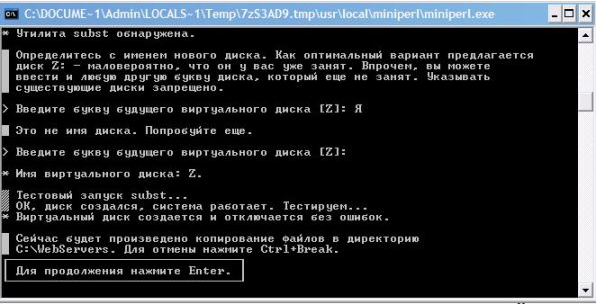 C:\DOCUME~1\Admin\LOCALS~1\Temp\7zS3AD9.tmp\usr\local\miniperl\miniperl.exe
* Утилита subst обнаружена.
Определитесь с именем нового диска. Как оптимальный вариант предлагается
диск Z: – маловероятно, что он у вас уже занят. Впрочем, вы можете
ввести и любую другую букву диска, который еще не занят. Указывать
существующие диски запрещено.
> Введите букву будущего виртуального диска [Z]: Я
Это не имя диска. Попробуйте еще.
> Введите букву будущего виртуального диска [Z]:
* Имя виртуального диска: Z.
Тестовый запуск subst...
OK, диск создался, система работает. Тестируем...
* Виртуальный диск создается и отключается без ошибок.
Сейчас будет произведено копирование файлов в директорию
C:\WebServers. Для отмены нажмите Ctrl+Break.
Для продолжения нажмите Enter.